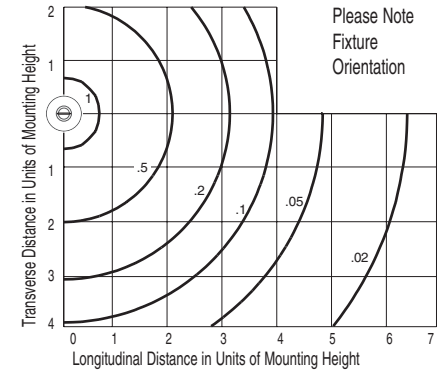 Please Note
Fixture
Orientation
Transverse Distance in Units of Mounting Height
2
1
1
2
3
4
1
.5
.2
.1
.05
.02
0 1 2 3 4 5 6 7
Longitudinal Distance in Units of Mounting Height